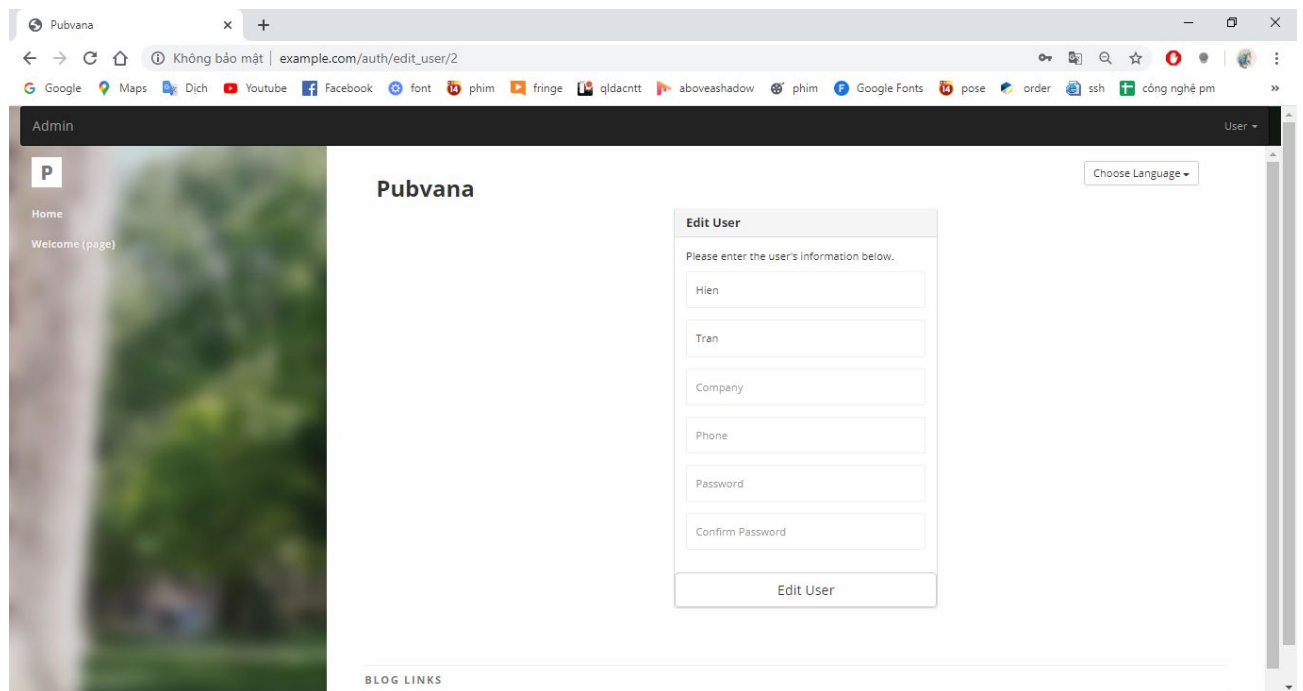 Pubvana
Không bảo mật | example.com/auth/edit_user/2
Google Maps Dịch Youtube Facebook font phim fringe qldacntt aboveashadow phim Google Fonts pose order ssh công nghệ pm »
Admin User
P
Choose Language
Pubvana
Home
Welcome (page)
Edit User
Please enter the user's information below.
Hien
Tran
Company
Phone
Password
Confirm Password
Edit User
BLOG LINKS